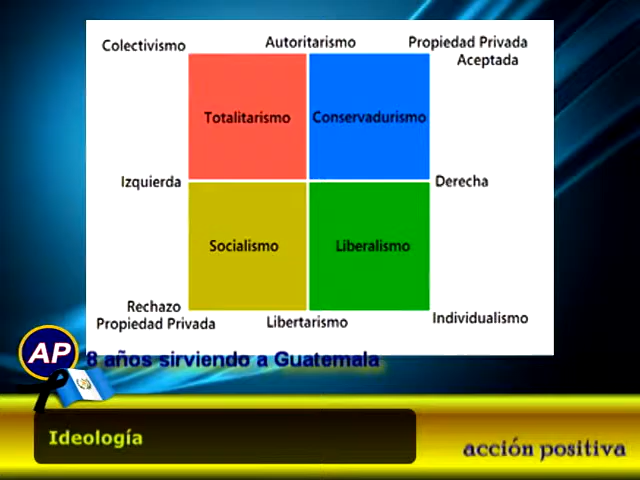 Colectivismo
Autoritarismo
Propiedad Privada
Aceptada
Totalitarismo
Conservadurismo
Izquierda
Derecha
Socialismo
Liberalismo
Rechazo
Propiedad Privada
Libertarismo
Individualismo
AP
8 años sirviendo a Guatemala
Ideología
acción positiva